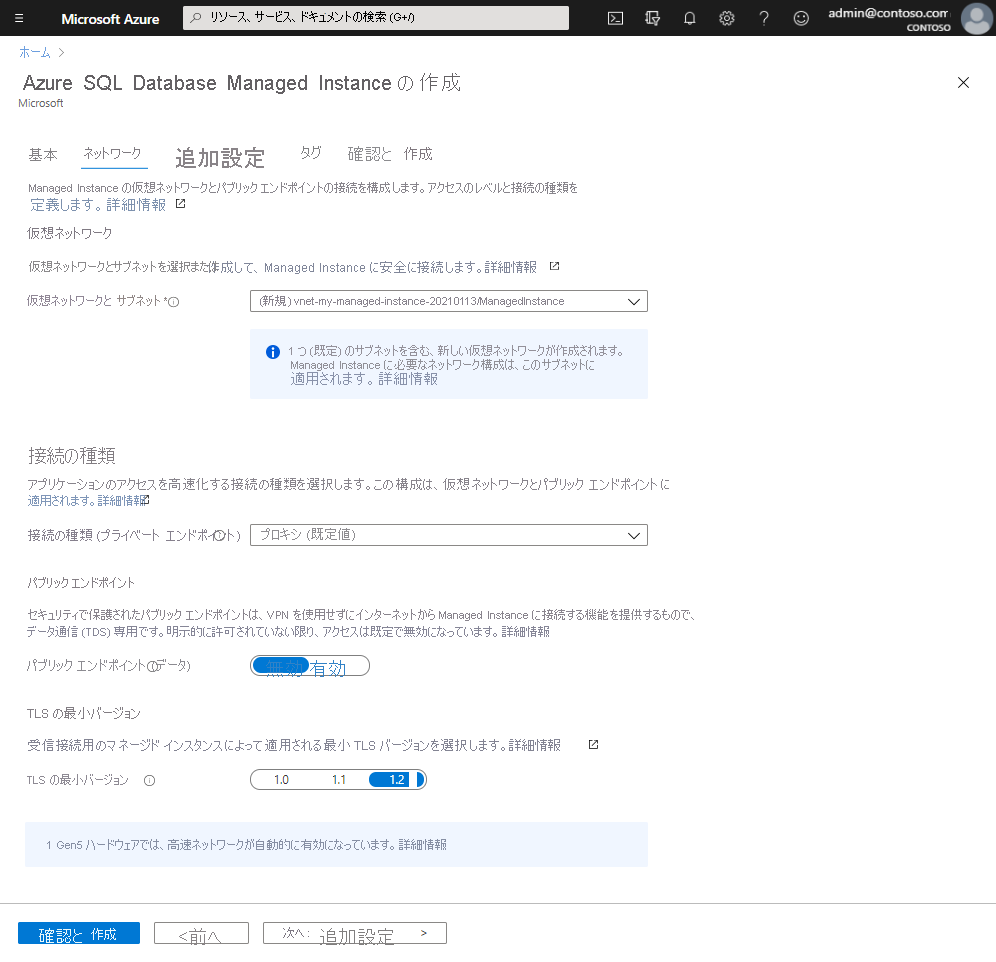 Microsoft Azure
リソース、サービス、ドキュメントの検索 (G+/)
admin@contoso.com
CONTOSO
ホーム >
Azure SQL Database Managed Instance の 作成
Microsoft
基本 ネットワーク 追加設定 タグ 確認と 作成
Managed Instance の仮想ネットワークとパブリック エンドポイントの接続を構成します。アクセスのレベルと接続の種類を
定義します。詳細情報
仮想ネットワーク
仮想ネットワークとサブネットを選択または作成して、Managed Instance に安全に接続します。詳細情報
仮想ネットワークと サブネット *
(新規) vnet-my-managed-instance-20210113/ManagedInstance
1 つ (既定) のサブネットを含む、新しい仮想ネットワークが作成されます。
Managed Instance に必要なネットワーク構成は、このサブネットに
適用されます。詳細情報
接続の種類
アプリケーションのアクセスを高速化する接続の種類を選択します。この構成は、仮想ネットワークとパブリック エンドポイントに
適用されます。詳細情報
接続の種類 (プライベート エンドポイント)
プロキシ (既定値)
パブリック エンドポイント
セキュリティで保護されたパブリック エンドポイントは、VPN を使用せずにインターネットから Managed Instance に接続する機能を提供するもので、
データ通信 (TDS) 専用です。明示的に許可されていない限り、アクセスは既定で無効になっています。詳細情報
パブリック エンドポイント (データ)
無効 有効
TLS の最小バージョン
受信接続用のマネージド インスタンスによって適用される最小 TLS バージョンを選択します。詳細情報
TLS の最小バージョン
1.0 1.1 1.2
1 Gen5 ハードウェアでは、高速ネットワークが自動的に有効になっています。詳細情報
確認と 作成
<前へ
次へ: 追加設定 >